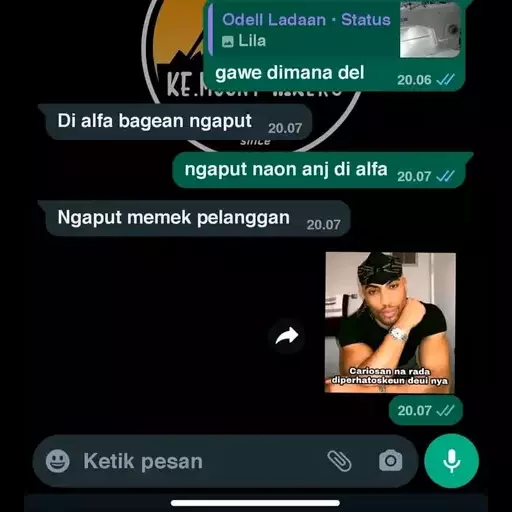 Odell Ladaan · Status
Lila
gawe dimana del
20.06
Di alfa bagean ngaput
20.07
since
ngaput naon anj di alfa
20.07
Ngaput memek pelanggan
20.07
Cariosan na rada
diperhatoskeun deui nya
20.07
Ketik pesan